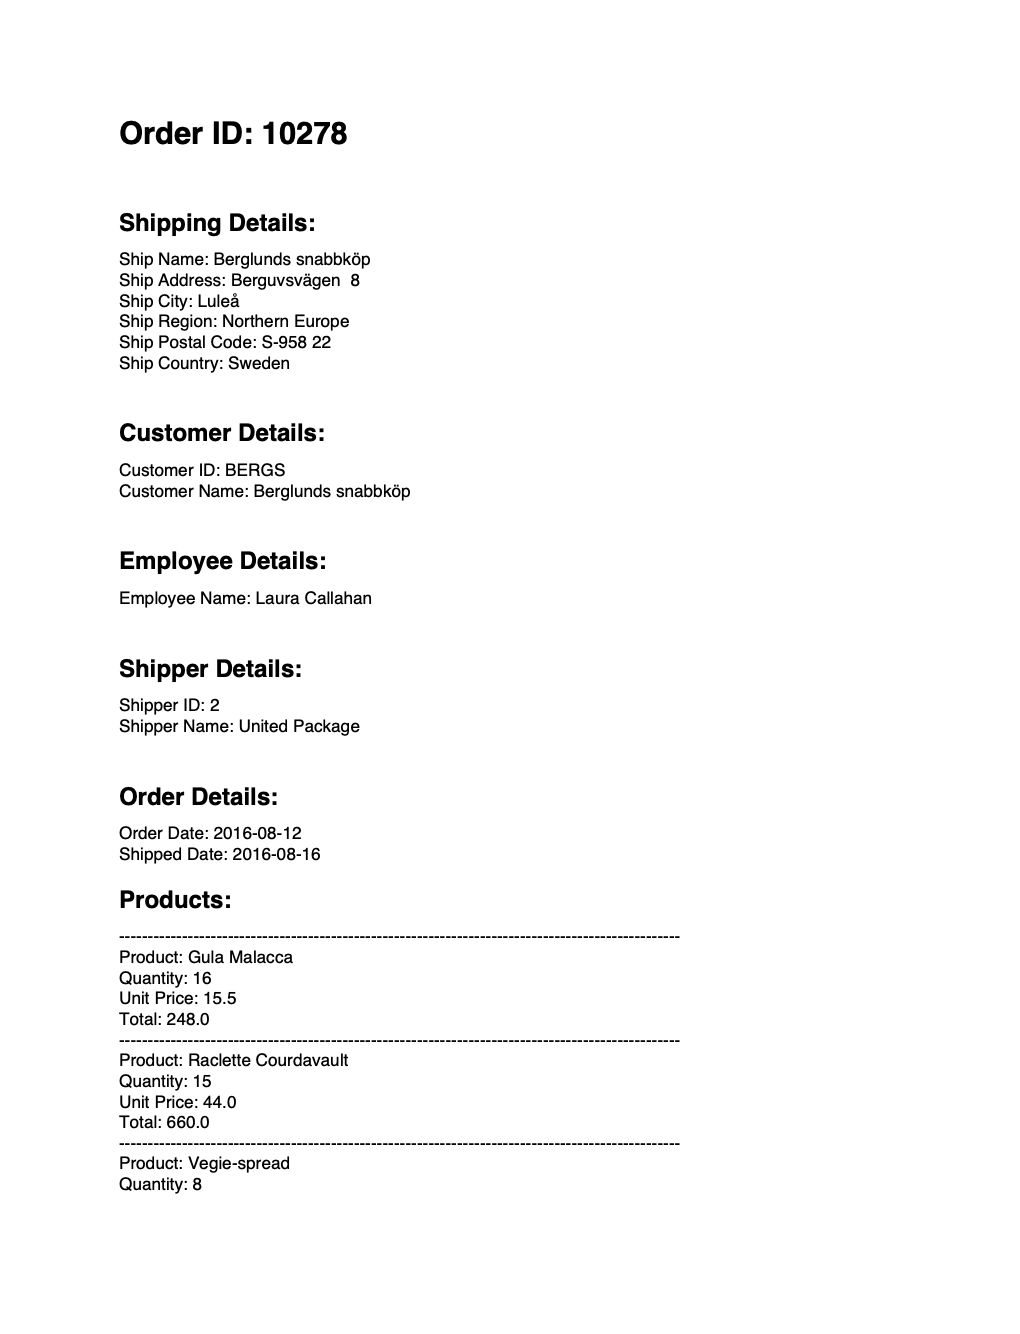 Order ID: 10278
Shipping Details:
Ship Name: Berglunds snabbköp
Ship Address: Berguvsvägen  8
Ship City: Luleå
Ship Region: Northern Europe
Ship Postal Code: S-958 22
Ship Country: Sweden
Customer Details:
Customer ID: BERGS
Customer Name: Berglunds snabbköp
Employee Details:
Employee Name: Laura Callahan
Shipper Details:
Shipper ID: 2
Shipper Name: United Package
Order Details:
Order Date: 2016-08-12
Shipped Date: 2016-08-16
Products:
----------------------------------------------------------------------------------------------------
Product: Gula Malacca
Quantity: 16
Unit Price: 15.5
Total: 248.0
----------------------------------------------------------------------------------------------------
Product: Raclette Courdavault
Quantity: 15
Unit Price: 44.0
Total: 660.0
----------------------------------------------------------------------------------------------------
Product: Vegie-spread
Quantity: 8